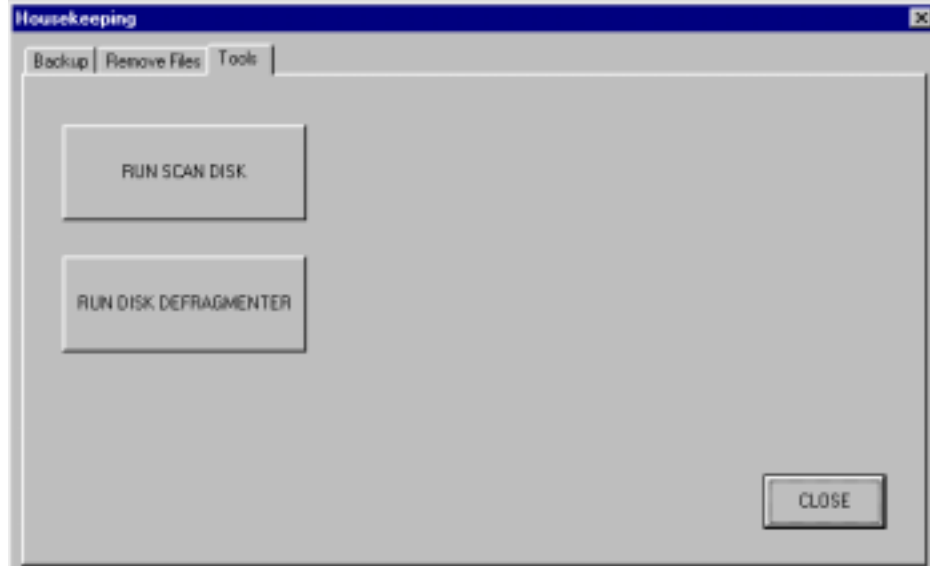 Housekeeping
Backup Remove Files Tools
RUN SCAN DISK
RUN DISK DEFRAGMENTER
CLOSE